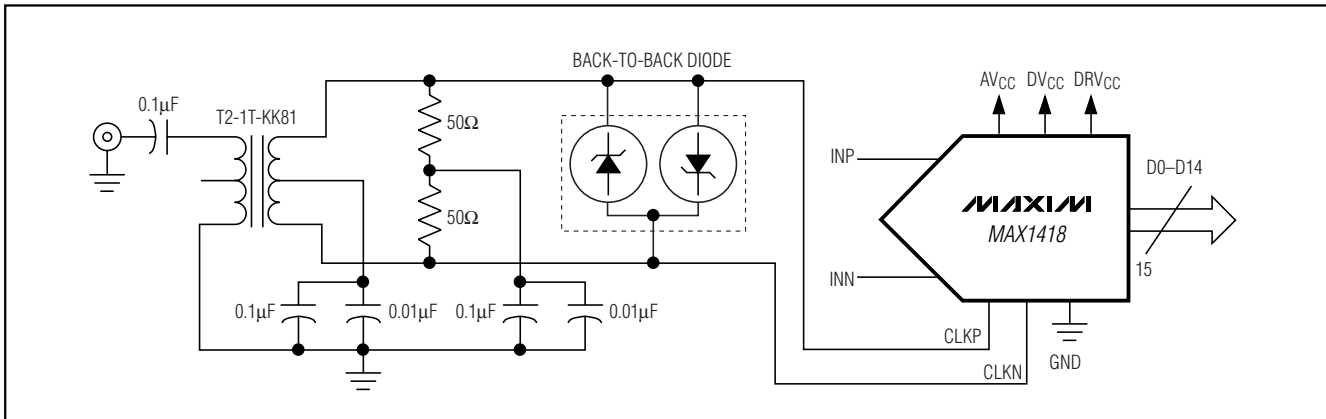 BACK-TO-BACK DIODE
AVCC DVCC DRVCC
0.1µF
T2-1T-KK81
50Ω
INP
D0–D14
MAXIM
MAX1418
50Ω
15
INN
0.1µF
0.01µF
0.1µF
0.01µF
CLKP
GND
CLKN